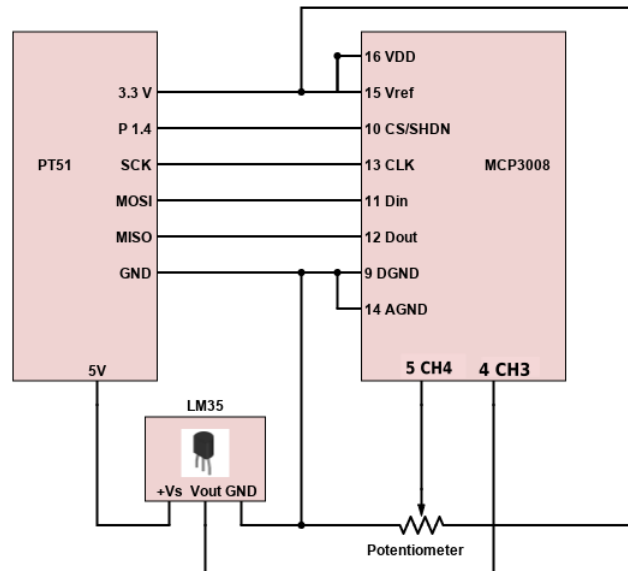 16 VDD
3.3 V
15 Vref
P 1.4
10 CS/SHDN
PT51
SCK
13 CLK
MCP3008
MOSI
11 Din
MISO
12 Dout
GND
9 DGND
14 AGND
5V
5 CH4
4 CH3
LM35
+Vs Vout GND
Potentiometer